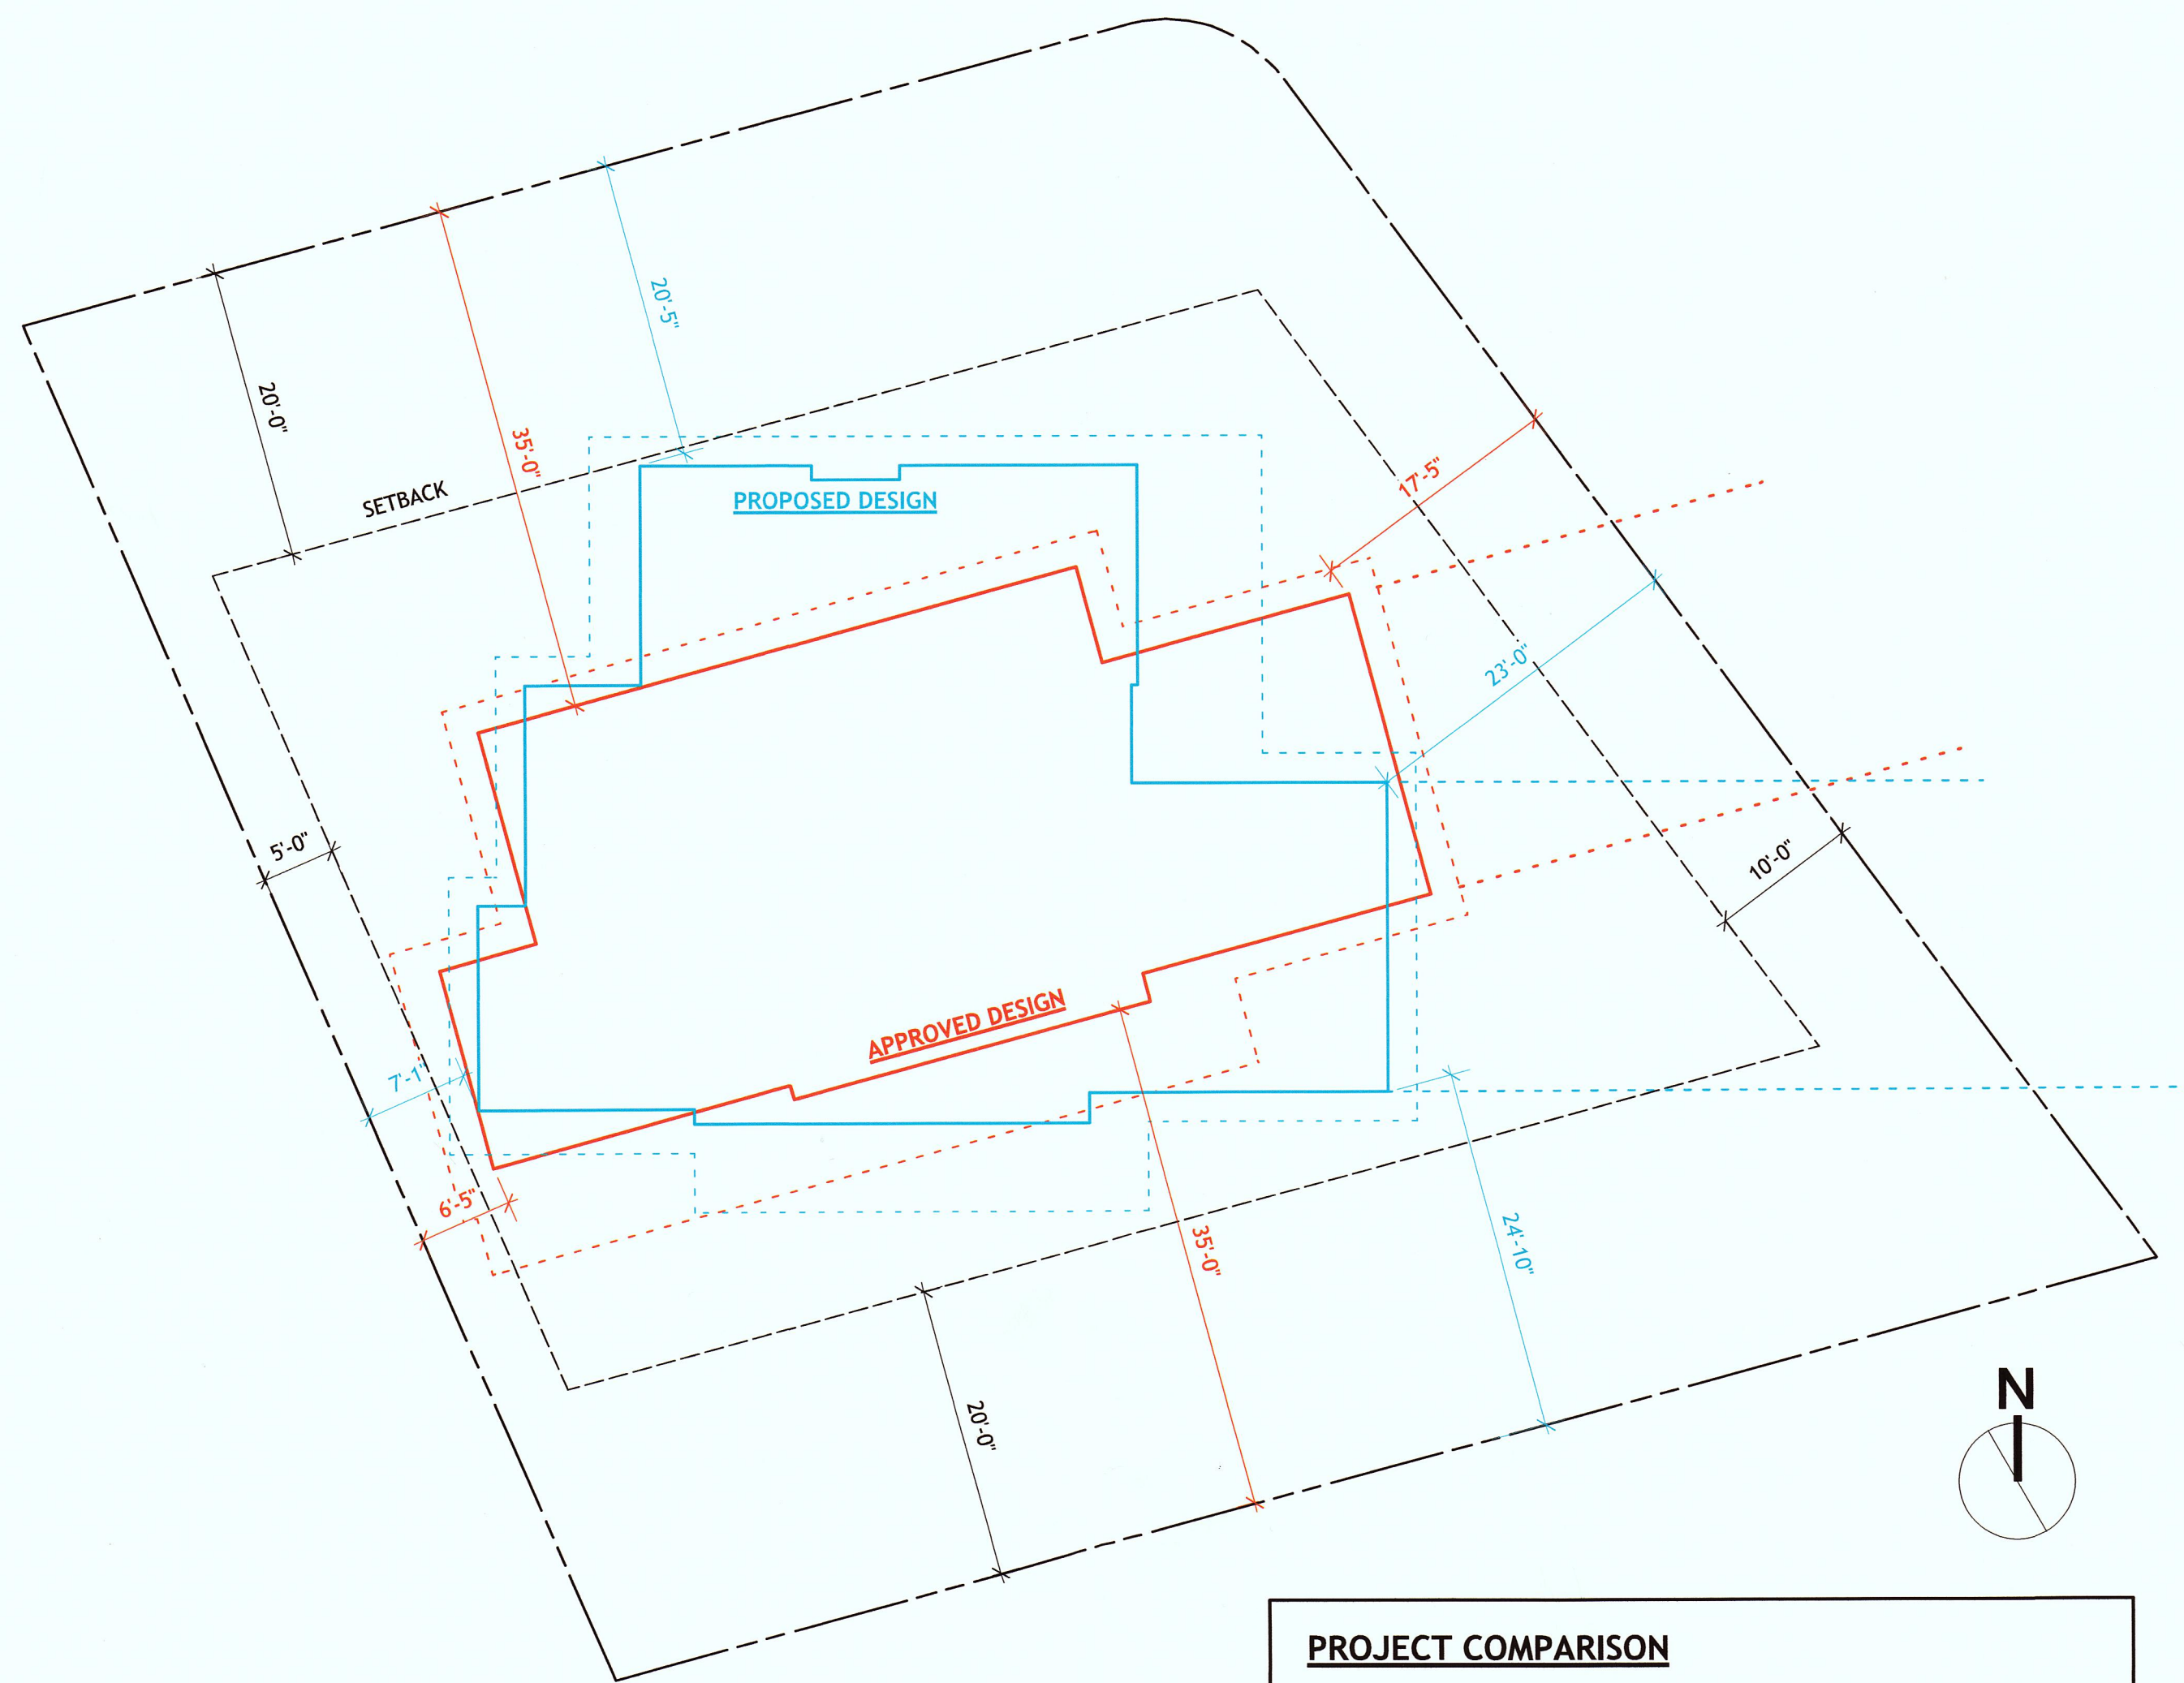 20'-5"
20'-0"
35'-0"
SETBACK
PROPOSED DESIGN
17'-5"
23'-0"
5'-0"
10'-0"
APPROVED DESIGN
7'-1"
6'-5"
35'-0"
24'-10"
20'-0"
N
PROJECT COMPARISON